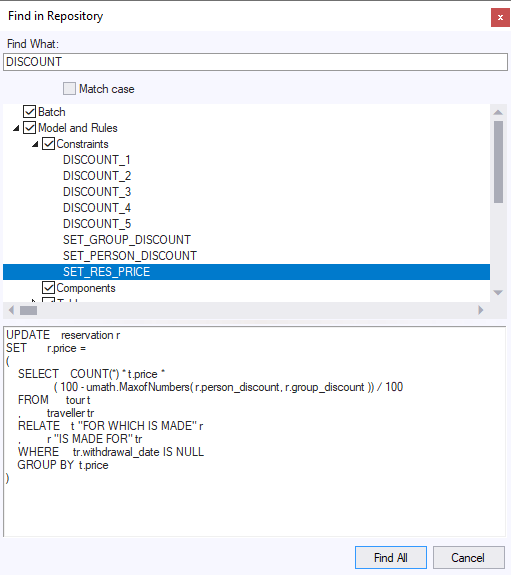 Find in Repository
x
Find What:
DISCOUNT
Match case
Batch
Model and Rules
Constraints
DISCOUNT_1
DISCOUNT_2
DISCOUNT_3
DISCOUNT_4
DISCOUNT_5
SET_GROUP_DISCOUNT
SET_PERSON_DISCOUNT
SET_RES_PRICE
Components
UPDATE reservation r
SET r.price =
(
SELECT COUNT(*) * t.price *
( 100 - umath.MaxofNumbers( r.person_discount, r.group_discount )) / 100
FROM tour t
, traveller tr
RELATE t "FOR WHICH IS MADE" r
, r "IS MADE FOR" tr
WHERE tr.withdrawal_date IS NULL
GROUP BY t.price
)
Find All Cancel